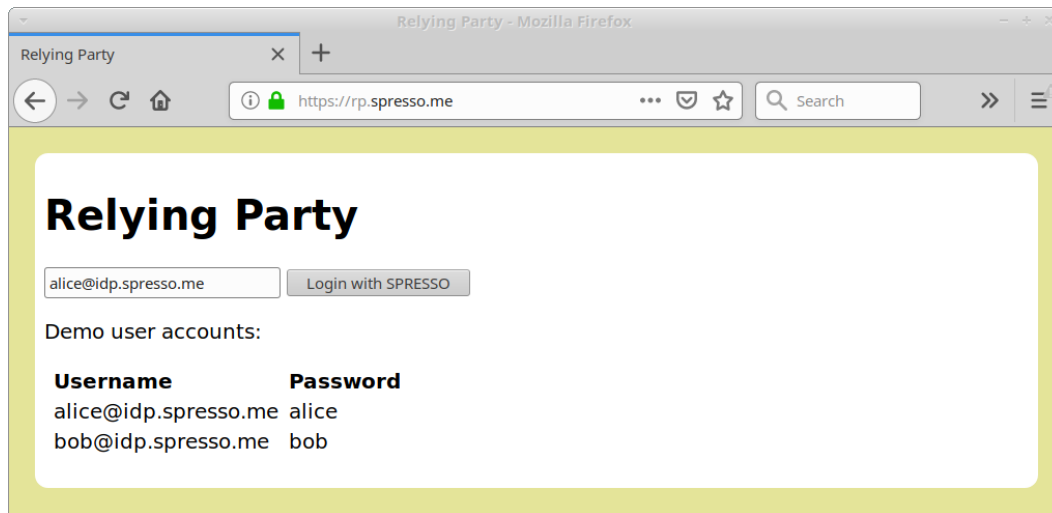 Relying Party - Mozilla Firefox
Relying Party
https://rp.spresso.me
Search
Relying Party
alice@idp.spresso.me Login with SPRESSO
Demo user accounts:
Username Password
alice@idp.spresso.me alice
bob@idp.spresso.me bob